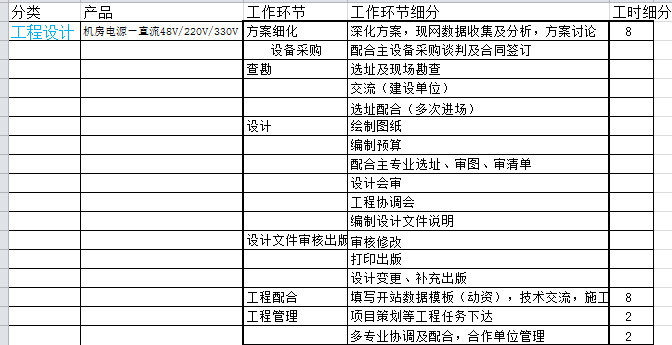 分类 产品 工作环节 工作环节细分 工时细分
工程设计 机房电源—直流48V/220V/330V 方案细化 深化方案，现网数据收集及分析，方案讨论 8
设备采购 配合主设备采购谈判及合同签订
查勘 选址及现场勘查
交流（建设单位）
选址配合（多次进场）
设计 绘制图纸
编制预算
配合主专业选址、审图、审清单
设计会审
工程协调会
编制设计文件说明
设计文件审核出版 审核修改
打印出版
设计变更、补充出版
工程配合 填写开站数据模板（动资），技术交流，施工 8
工程管理 项目策划等工程任务下达 2
多专业协调及配合，合作单位管理 2